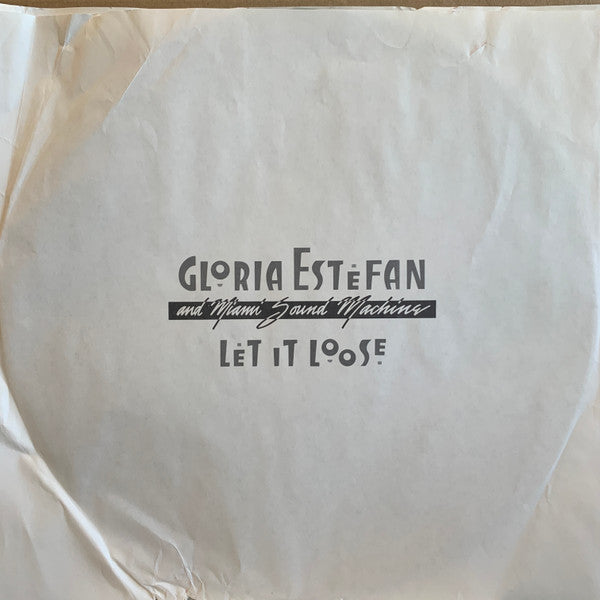 GLORIA ESTEFAN
and Miami Sound Machine
LET IT LOOSE